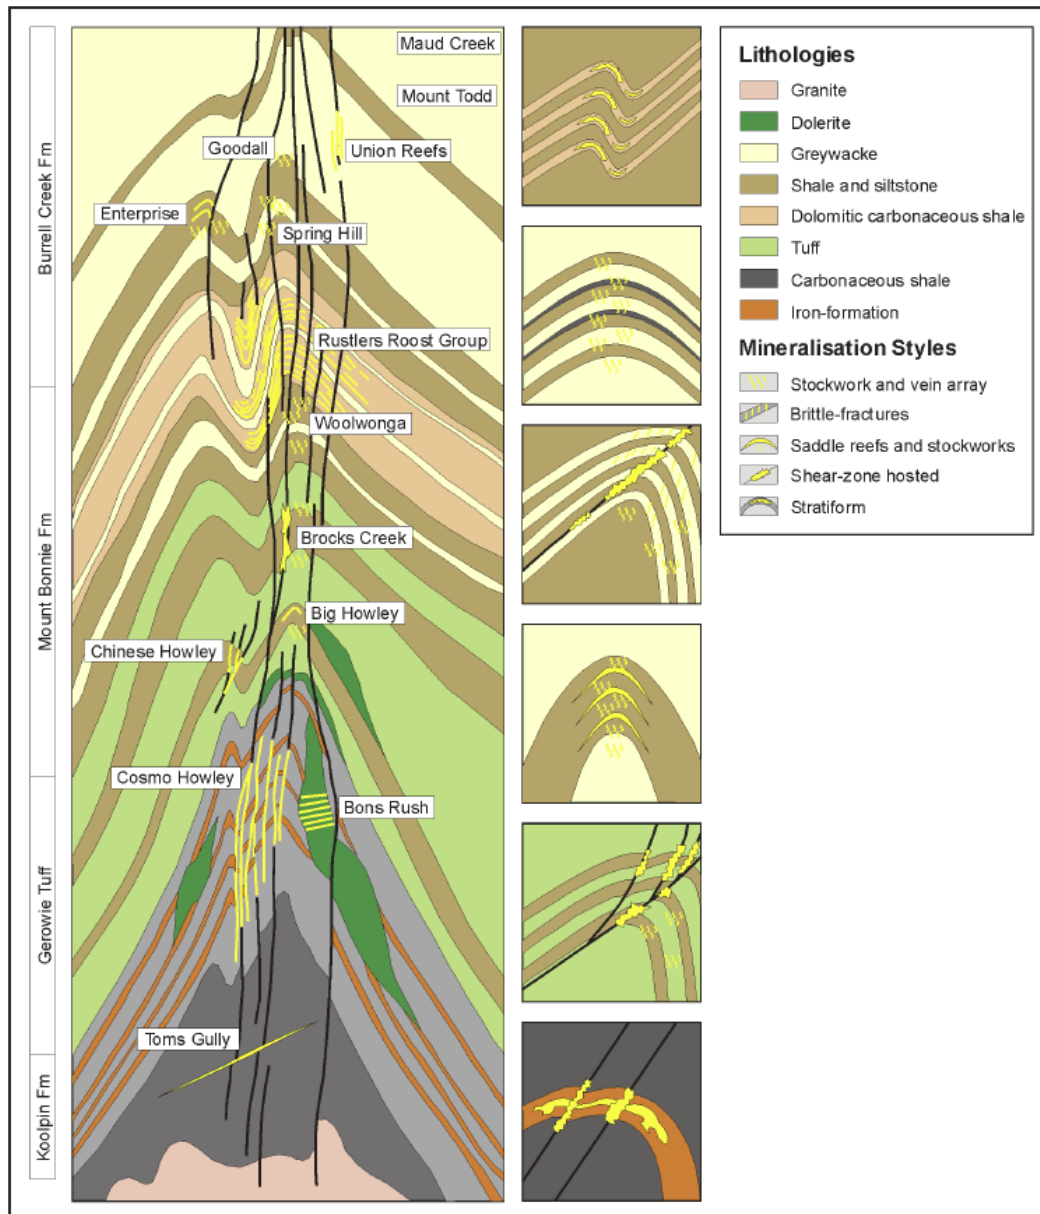 Burrell Creek Fm
Mount Bonnie Fm
Gerowie Tuff
Koolpin Fm
Maud Creek
Mount Todd
Goodall
Union Reefs
Enterprise
Spring Hill
Rustlers Roost Group
Woolwonga
Brocks Creek
Big Howley
Chinese Howley
Cosmo Howley
Bons Rush
Toms Gully
Lithologies
Granite
Dolerite
Greywacke
Shale and siltstone
Dolomitic carbonaceous shale
Tuff
Carbonaceous shale
Iron-formation
Mineralisation Styles
Stockwork and vein array
Brittle-fractures
Saddle reefs and stockworks
Shear-zone hosted
Stratiform